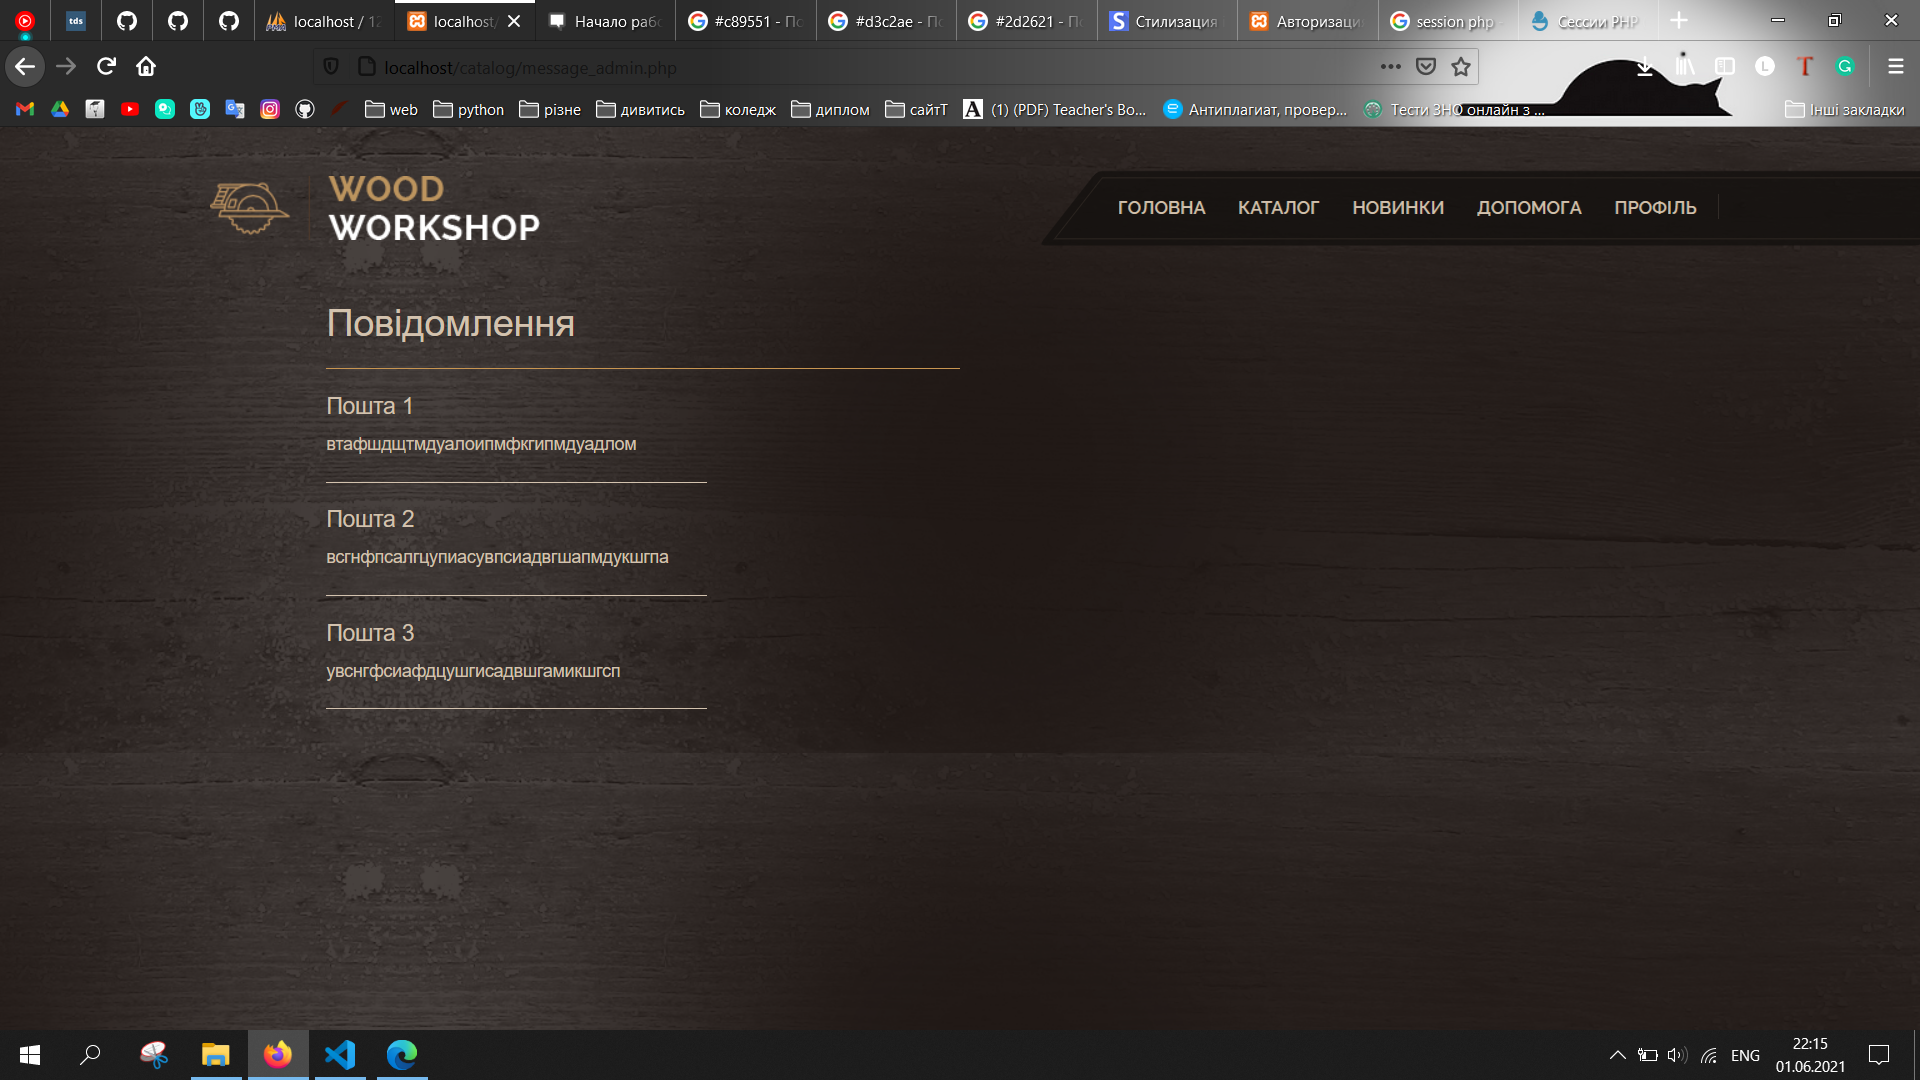 tds
localhost / 12
localhost/
Начало рабо
#c89551 - По
#d3c2ae - По
#2d2621 - По
Стилизация
Авторизаци
session php -
Сессии PHP
localhost/catalog/message_admin.php
web
python
різне
дивитись
коледж
диплом
сайтТ
(1) (PDF) Teacher's Bo...
Антиплагиат, провер...
Тести ЗНО онлайн з ...
Інші закладки
WOOD
WORKSHOP
ГОЛОВНА КАТАЛОГ НОВИНКИ ДОПОМОГА ПРОФІЛЬ
Повідомлення
Пошта 1
втафшдщтмдуалоипмфкгипмдуадлом
Пошта 2
всгнфпсалгцупиасувпсиадвгшапмдукшгпа
Пошта 3
увснгфсиафдцушгисадвшгамикшгсп
ENG
22:15
01.06.2021